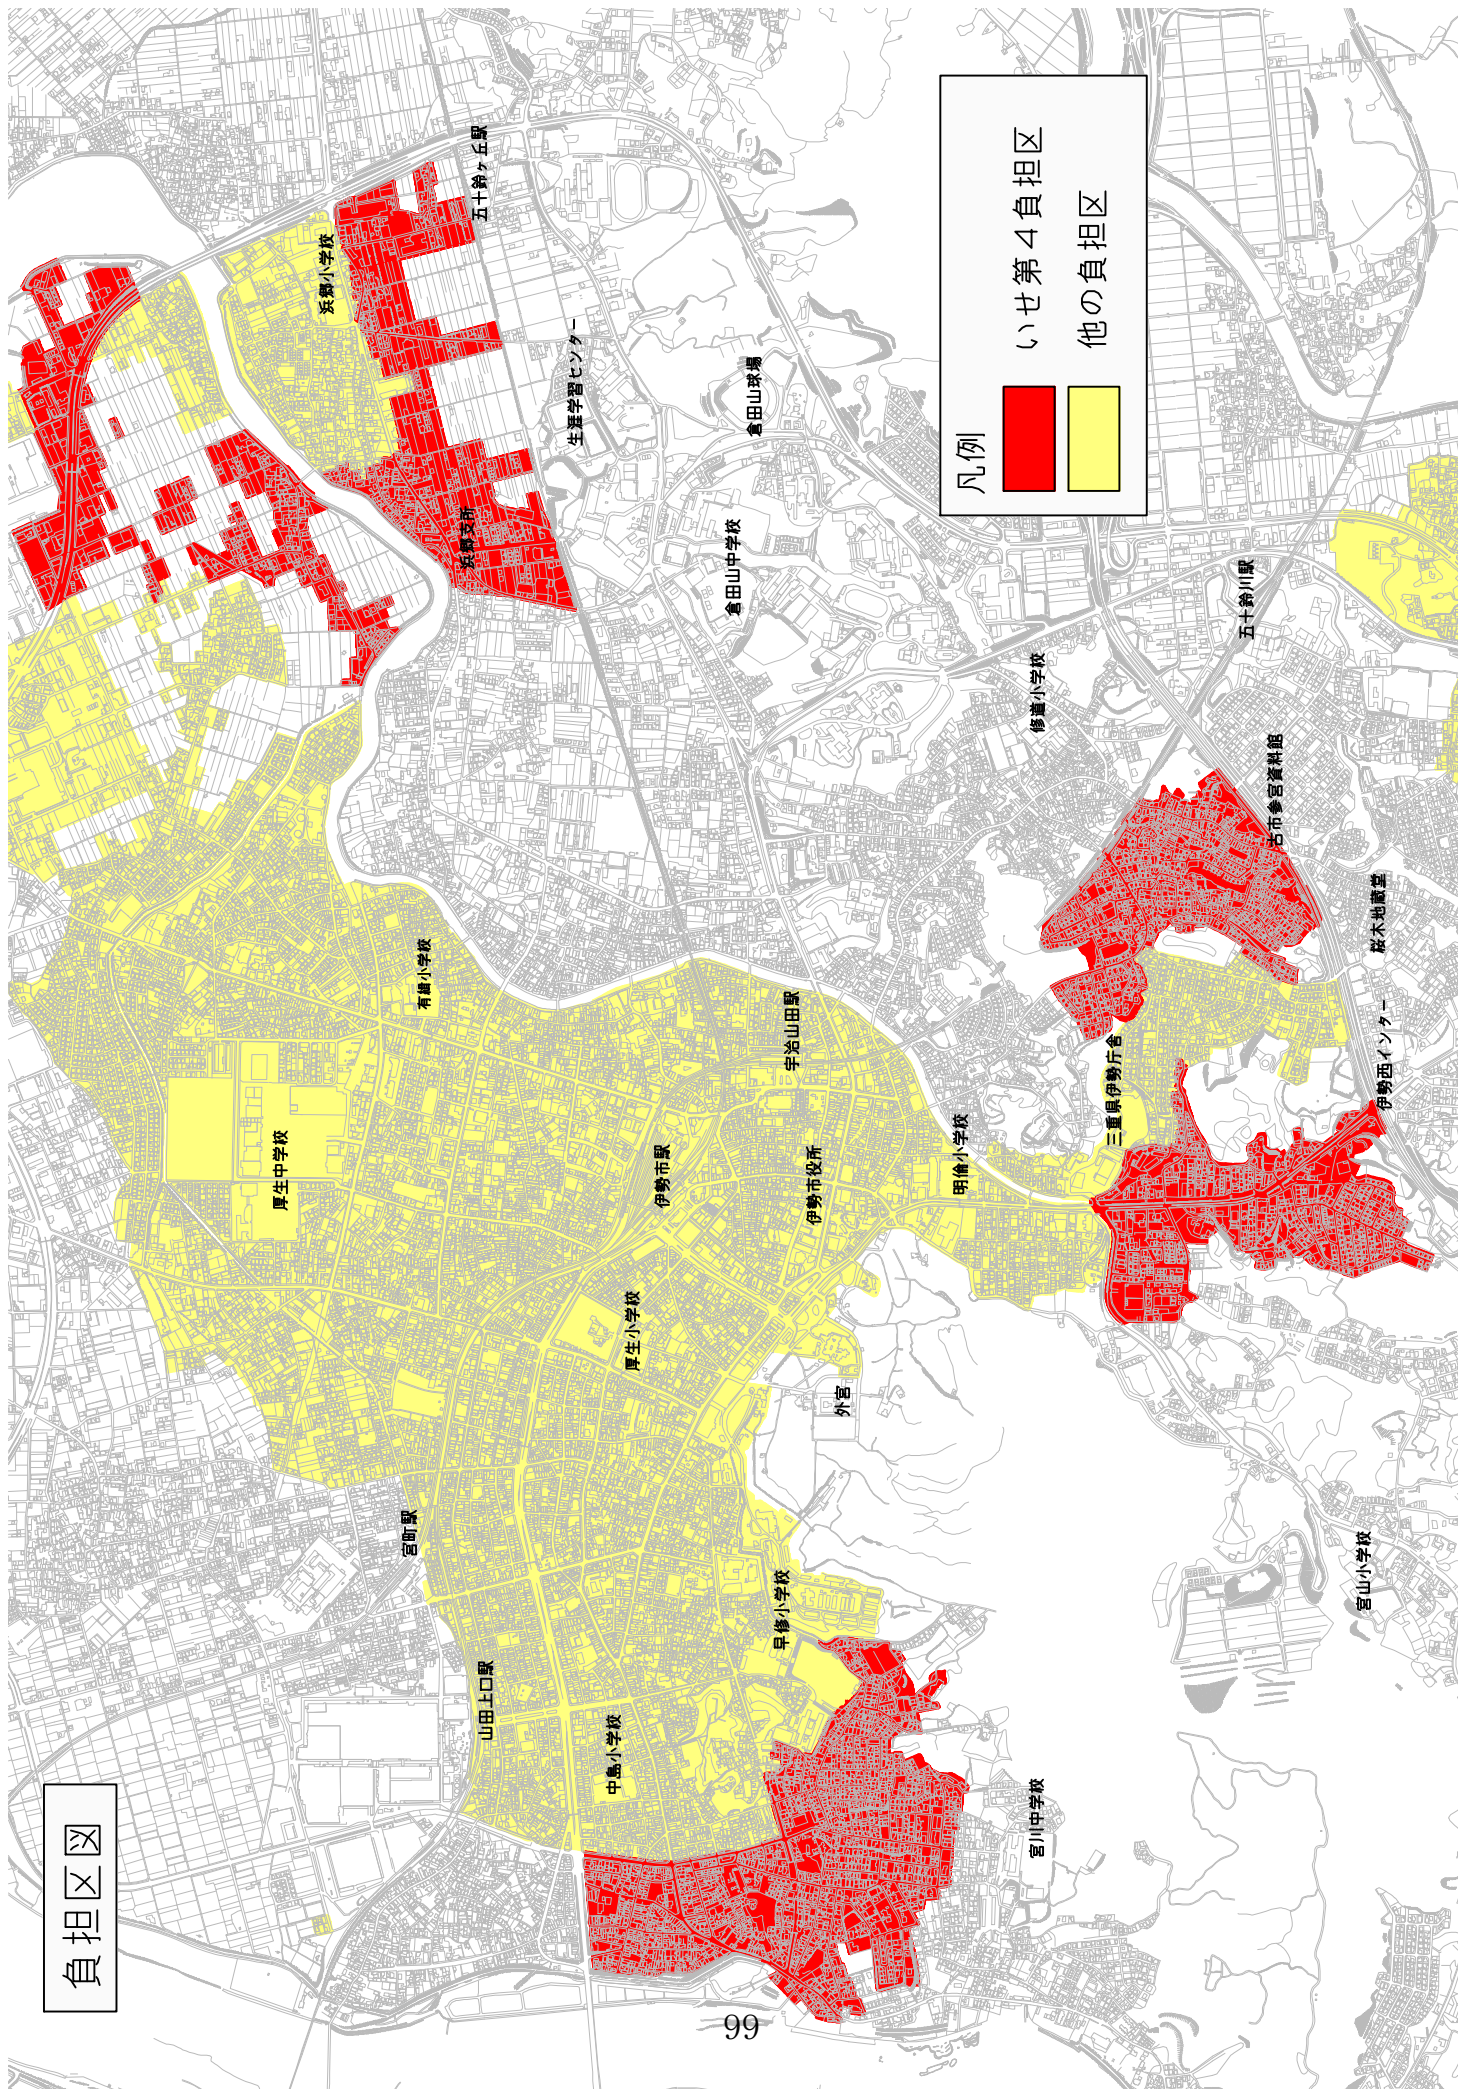 負担区図
凡例
いせ第４負担区
他の負担区
五十鈴ヶ丘駅
浜郷小学校
生涯学習センター
倉田山球場
浜郷支所
倉田山中学校
五十鈴川駅
修道小学校
古市参宮資料館
桜木地蔵堂
有緝小学校
宇治山田駅
伊勢西インター
三重県伊勢庁舎
厚生中学校
伊勢市駅
伊勢市役所
明倫小学校
厚生小学校
外宮
宮町駅
早修小学校
宮山小学校
山田上口駅
中島小学校
宮川中学校
99